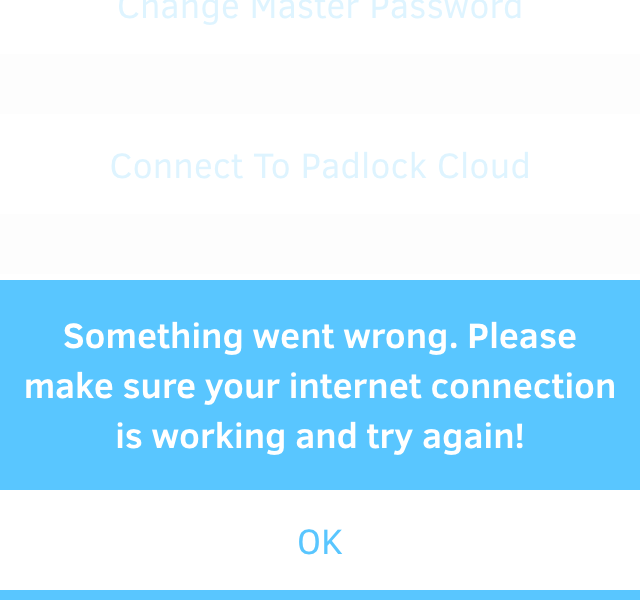 Change Master Password
Connect To Padlock Cloud
Something went wrong. Please
make sure your internet connection
is working and try again!
OK